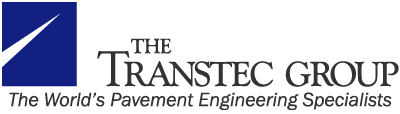 THE
TRANSTEC GROUP
The World's Pavement Engineering Specialists